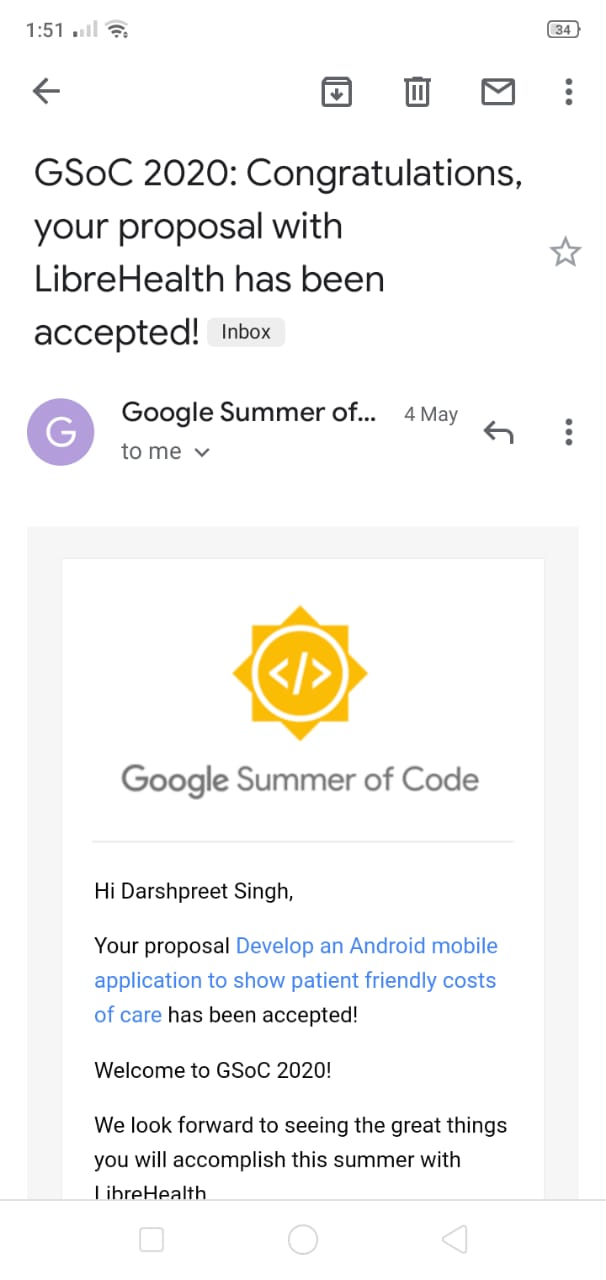 1:51
34
GSoC 2020: Congratulations,
your proposal with
LibreHealth has been
accepted! Inbox
G
Google Summer of... 4 May
to me
</>
Google Summer of Code
Hi Darshpreet Singh,
Your proposal Develop an Android mobile
application to show patient friendly costs
of care has been accepted!
Welcome to GSoC 2020!
We look forward to seeing the great things
you will accomplish this summer with
LibreHealth